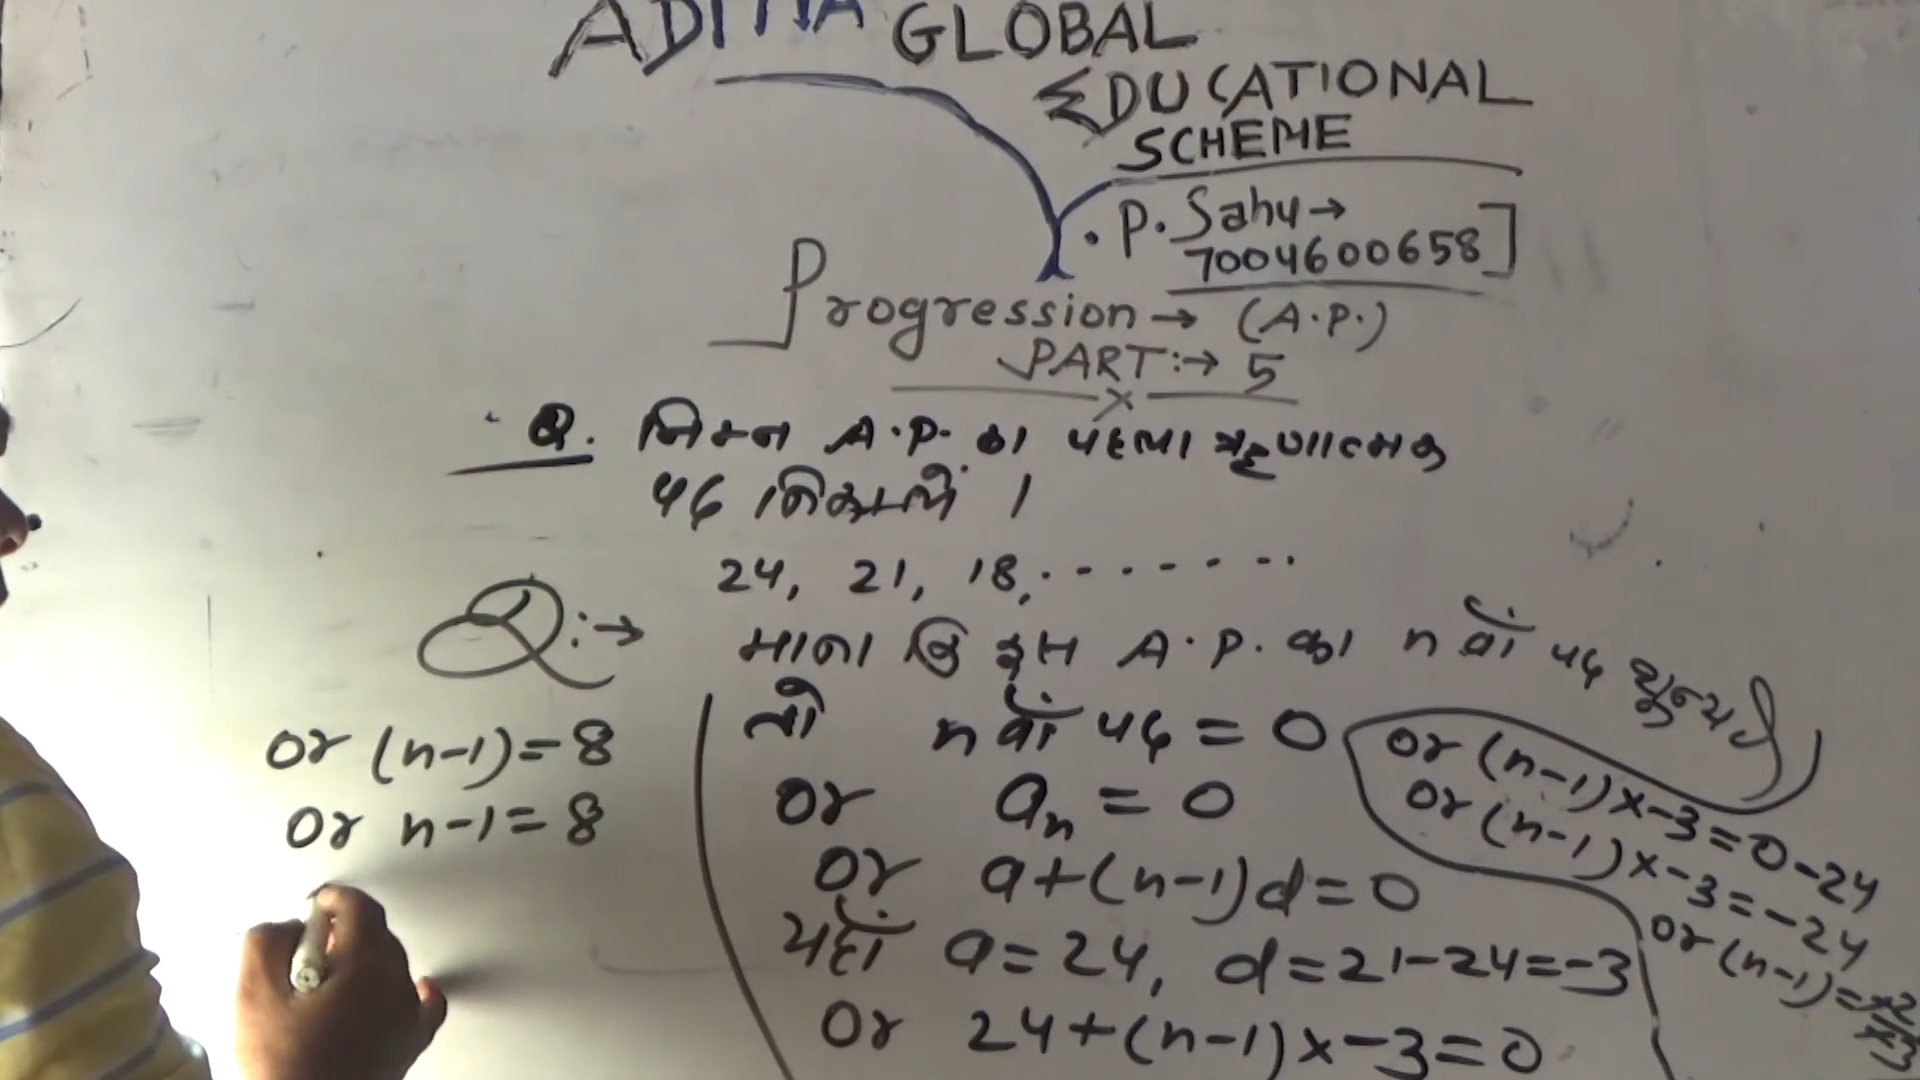 ADITYA GLOBAL
EDUCATIONAL
SCHEME
. P. Sahu →
7004600658]
Progression → (A.P.)
PART:→ 5
Q. निम्न A.P. का पहला ऋणात्मक
पद निकालें ।
24, 21, 18, ........
Q:→ माना कि इस A.P. का n वाँ पद शून्य है
तो n वाँ पद = 0
or aₙ = 0
or a+(n-1)d=0
यहाँ a=24, d=21-24=-3
or 24+(n-1)x-3=0
or (n-1)x-3=0-24
or (n-1)x-3=-24
or (n-1)=
or (n-1)=8
or n-1=8